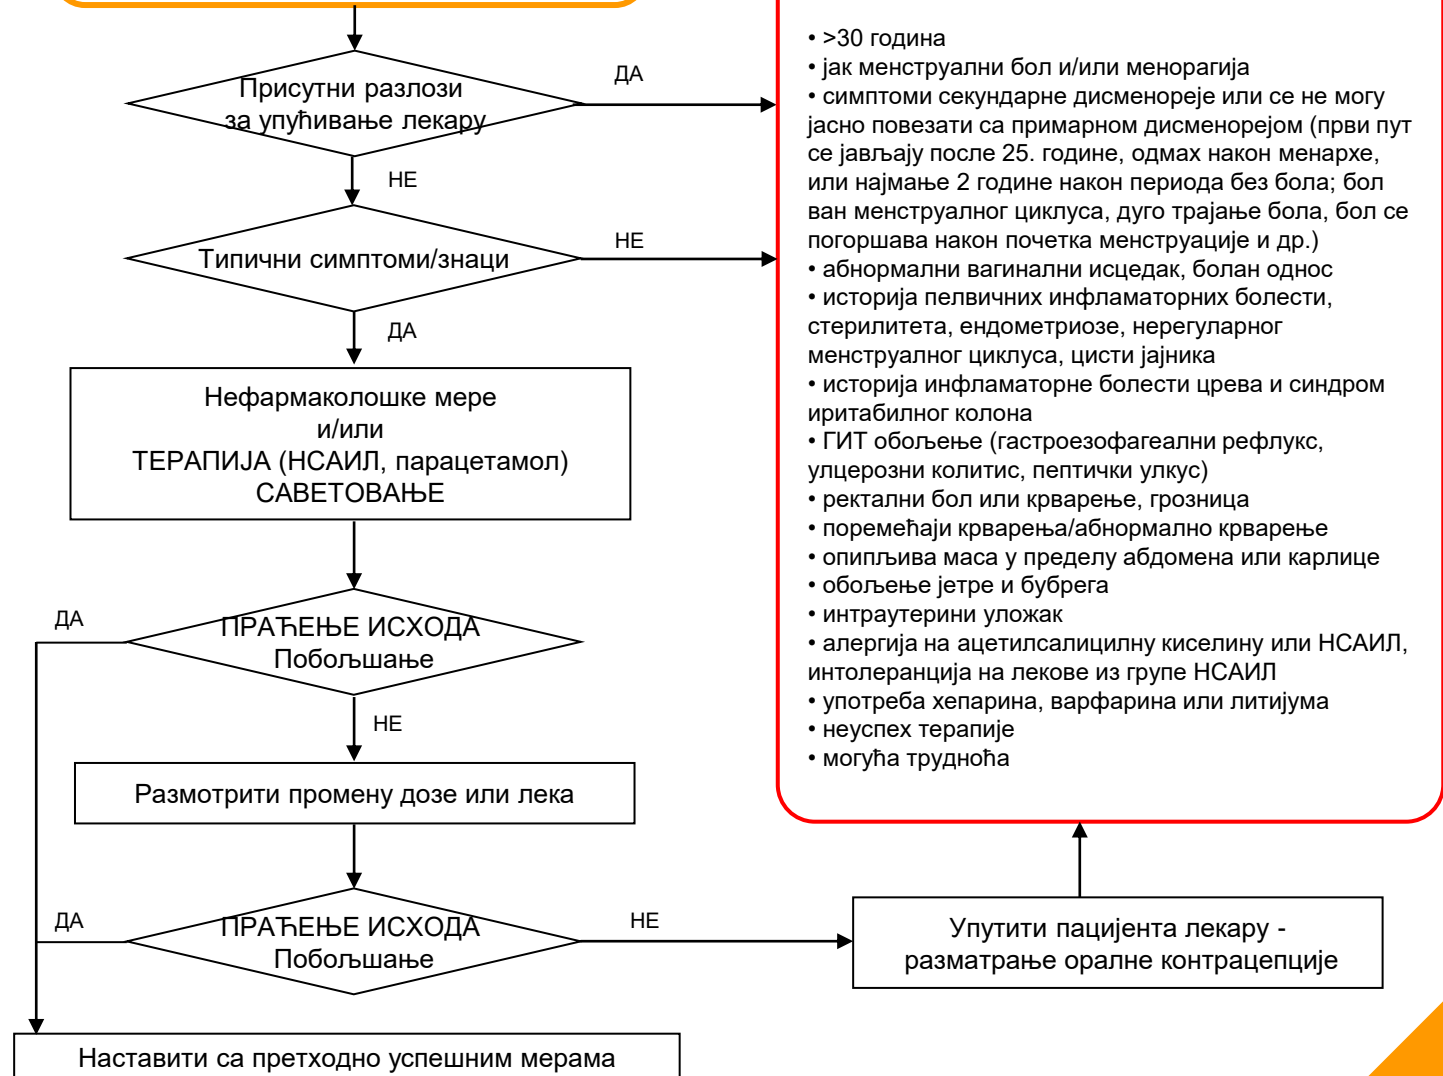 Присутни разлози
за упућивање лекару
ДА
НЕ
Типични симптоми/знаци
НЕ
ДА
Нефармаколошке мере
и/или
ТЕРАПИЈА (НСАИЛ, парацетамол)
САВЕТОВАЊЕ
ДА
ПРАЋЕЊЕ ИСХОДА
Побољшање
НЕ
Размотрити промену дозе или лека
ДА
ПРАЋЕЊЕ ИСХОДА
Побољшање
НЕ
Упутити пацијента лекару -
разматрање оралне контрацепције
Наставити са претходно успешним мерама
• >30 година
• јак менструални бол и/или менорагија
• симптоми секундарне дисменореје или се не могу
јасно повезати са примарном дисменорејом (први пут
се јављају после 25. године, одмах након менархе,
или најмање 2 године након периода без бола; бол
ван менструалног циклуса, дуго трајање бола, бол се
погоршава након почетка менструације и др.)
• абнормални вагинални исцедак, болан однос
• историја пелвичних инфламаторних болести,
стерилитета, ендометриозе, нерегуларног
менструалног циклуса, цисти јајника
• историја инфламаторне болести црева и синдром
иритабилног колона
• ГИТ обољење (гастроезофагеални рефлукс,
улцерозни колитис, пептички улкус)
• ректални бол или крварење, грозница
• поремећаји крварења/абнормално крварење
• опипљива маса у пределу абдомена или карлице
• обољење јетре и бубрега
• интраутерини уложак
• алергија на ацетилсалицилну киселину или НСАИЛ,
интолеранција на лекове из групе НСАИЛ
• употреба хепарина, варфарина или литијума
• неуспех терапије
• могућа трудноћа